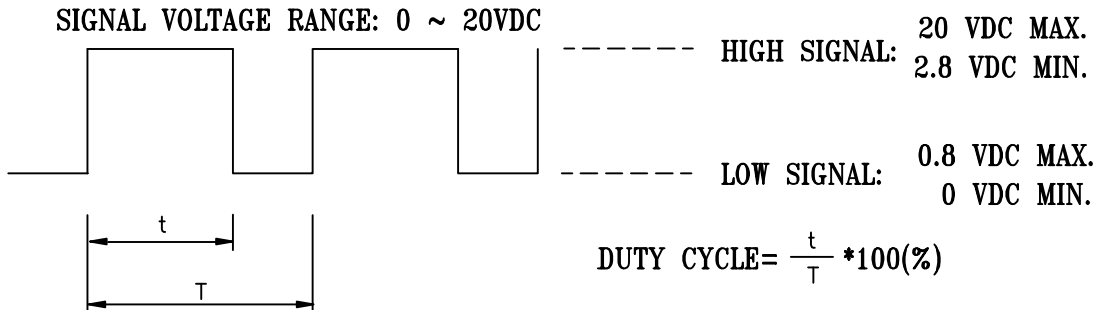 SIGNAL VOLTAGE RANGE: 0 ~ 20VDC
HIGH SIGNAL: 20 VDC MAX.
2.8 VDC MIN.
LOW SIGNAL: 0.8 VDC MAX.
0 VDC MIN.
t
T
DUTY CYCLE= t/T *100(%)